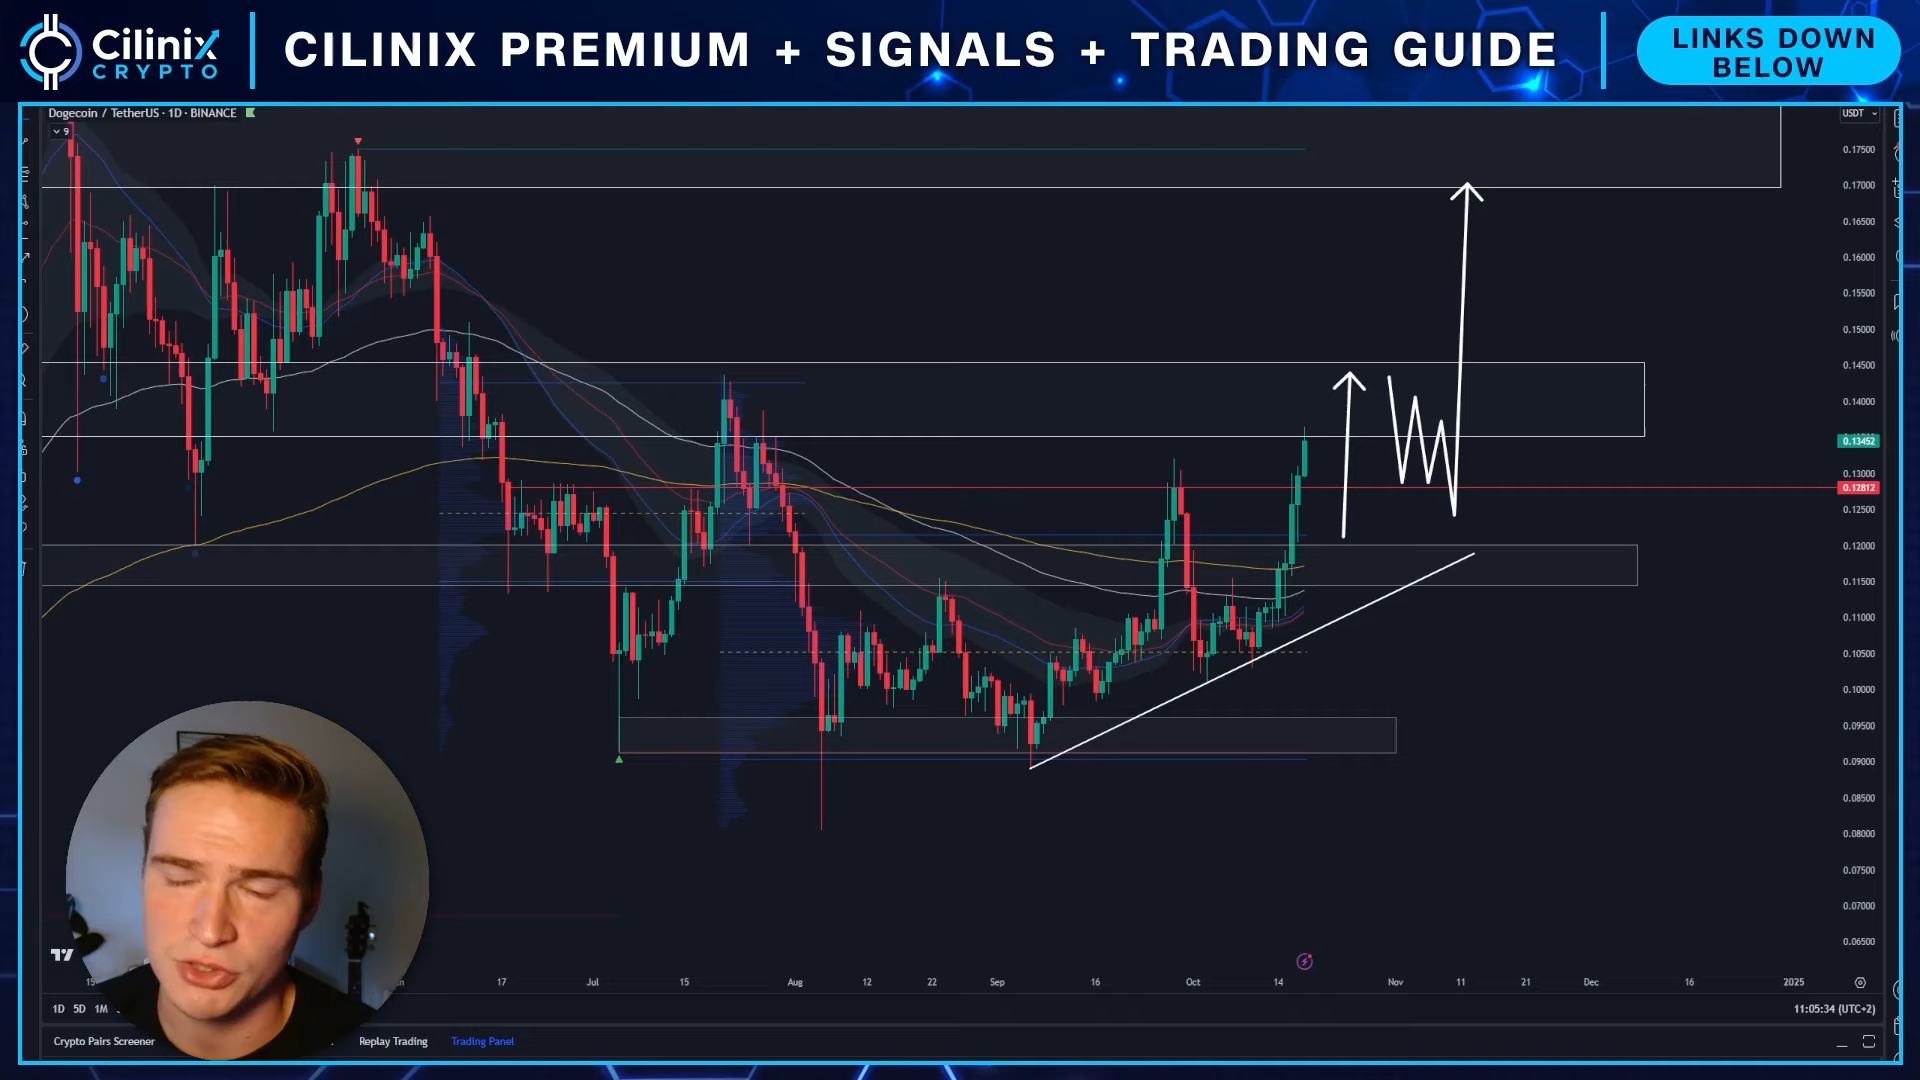 Cilinix
CRYPTO
CILINIX PREMIUM + SIGNALS + TRADING GUIDE
LINKS DOWN
BELOW
Dogecoin / TetherUS · 1D · BINANCE
USDT
9
0.17500
0.17000
0.16500
0.16000
0.15500
0.15000
0.14500
0.14000
0.13452
0.13000
0.12812
0.12500
0.12000
0.11500
0.11000
0.10500
0.10000
0.09500
0.09000
0.08500
0.08000
0.07500
0.07000
0.06500
17
Jul
15
Aug
12
22
Sep
16
Oct
14
Nov
11
21
Dec
16
2025
1D 5D 1M
11:05:34 (UTC+2)
Crypto Pairs Screener
Replay Trading
Trading Panel